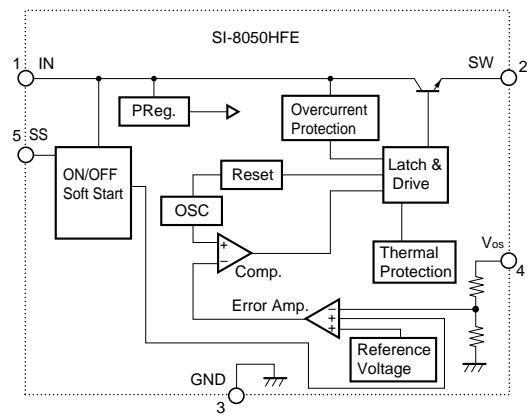 SI-8050HFE
1 IN
SW 2
PReg.
Overcurrent
Protection
5 SS
ON/OFF
Soft Start
Latch &
Drive
Reset
OSC
+
−
Comp.
Thermal
Protection
Vos
4
Error Amp.
−
+
+
Reference
Voltage
GND
3